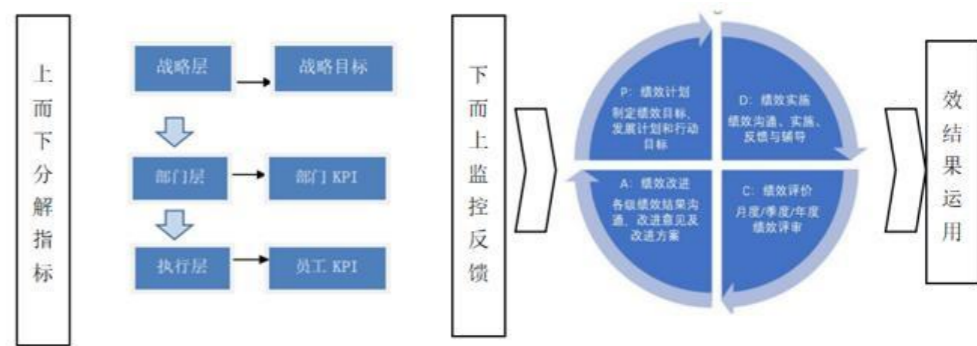 上而下分解指标
战略层
战略目标
部门层
部门 KPI
执行层
员工 KPI
下而上监控反馈
P：绩效计划
制定绩效目标、
发展计划和行动
目标
D：绩效实施
绩效沟通、实施、
反馈与辅导
A：绩效改进
各级绩效结果沟
通、改进意见及
改进方案
C：绩效评价
月度/季度/年度
绩效评审
效结果运用